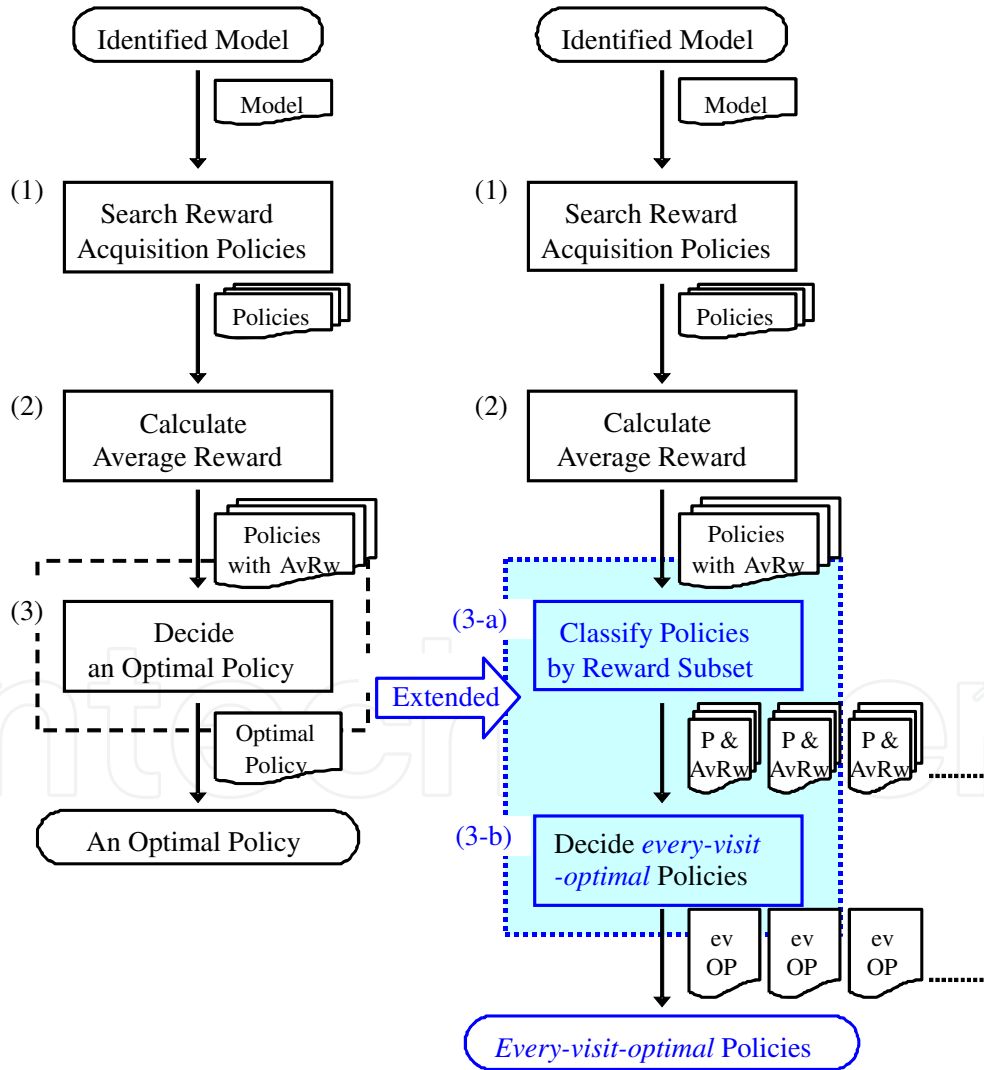 Identified Model
Model
(1)
Search Reward
Acquisition Policies
Policies
(2)
Calculate
Average Reward
Policies
with AvRw
(3)
Decide
an Optimal Policy
Optimal
Policy
An Optimal Policy
Extended
Identified Model
Model
(1)
Search Reward
Acquisition Policies
Policies
(2)
Calculate
Average Reward
Policies
with AvRw
(3-a)
Classify Policies
by Reward Subset
P & P & P &
AvRw AvRw AvRw
(3-b)
Decide every-visit
-optimal Policies
ev ev ev
OP OP OP
Every-visit-optimal Policies